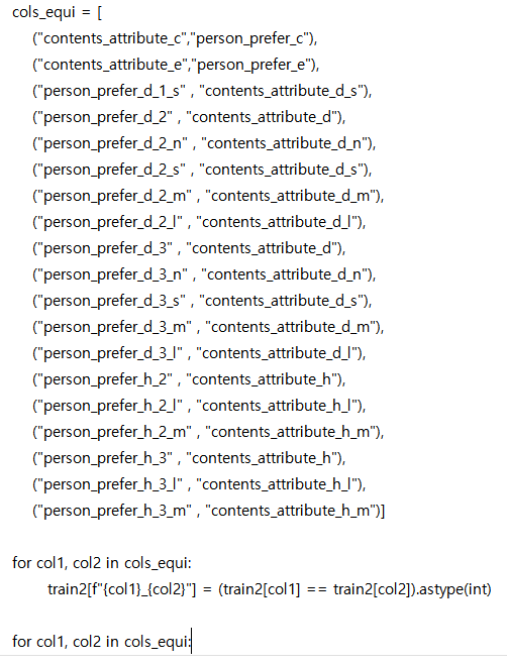 cols_equi = [
("contents_attribute_c","person_prefer_c"),
("contents_attribute_e","person_prefer_e"),
("person_prefer_d_1_s" , "contents_attribute_d_s"),
("person_prefer_d_2" , "contents_attribute_d"),
("person_prefer_d_2_n" , "contents_attribute_d_n"),
("person_prefer_d_2_s" , "contents_attribute_d_s"),
("person_prefer_d_2_m" , "contents_attribute_d_m"),
("person_prefer_d_2_l" , "contents_attribute_d_l"),
("person_prefer_d_3" , "contents_attribute_d"),
("person_prefer_d_3_n" , "contents_attribute_d_n"),
("person_prefer_d_3_s" , "contents_attribute_d_s"),
("person_prefer_d_3_m" , "contents_attribute_d_m"),
("person_prefer_d_3_l" , "contents_attribute_d_l"),
("person_prefer_h_2" , "contents_attribute_h"),
("person_prefer_h_2_l" , "contents_attribute_h_l"),
("person_prefer_h_2_m" , "contents_attribute_h_m"),
("person_prefer_h_3" , "contents_attribute_h"),
("person_prefer_h_3_l" , "contents_attribute_h_l"),
("person_prefer_h_3_m" , "contents_attribute_h_m")]
for col1, col2 in cols_equi:
train2[f"{col1}_{col2}"] = (train2[col1] == train2[col2]).astype(int)
for col1, col2 in cols_equi: